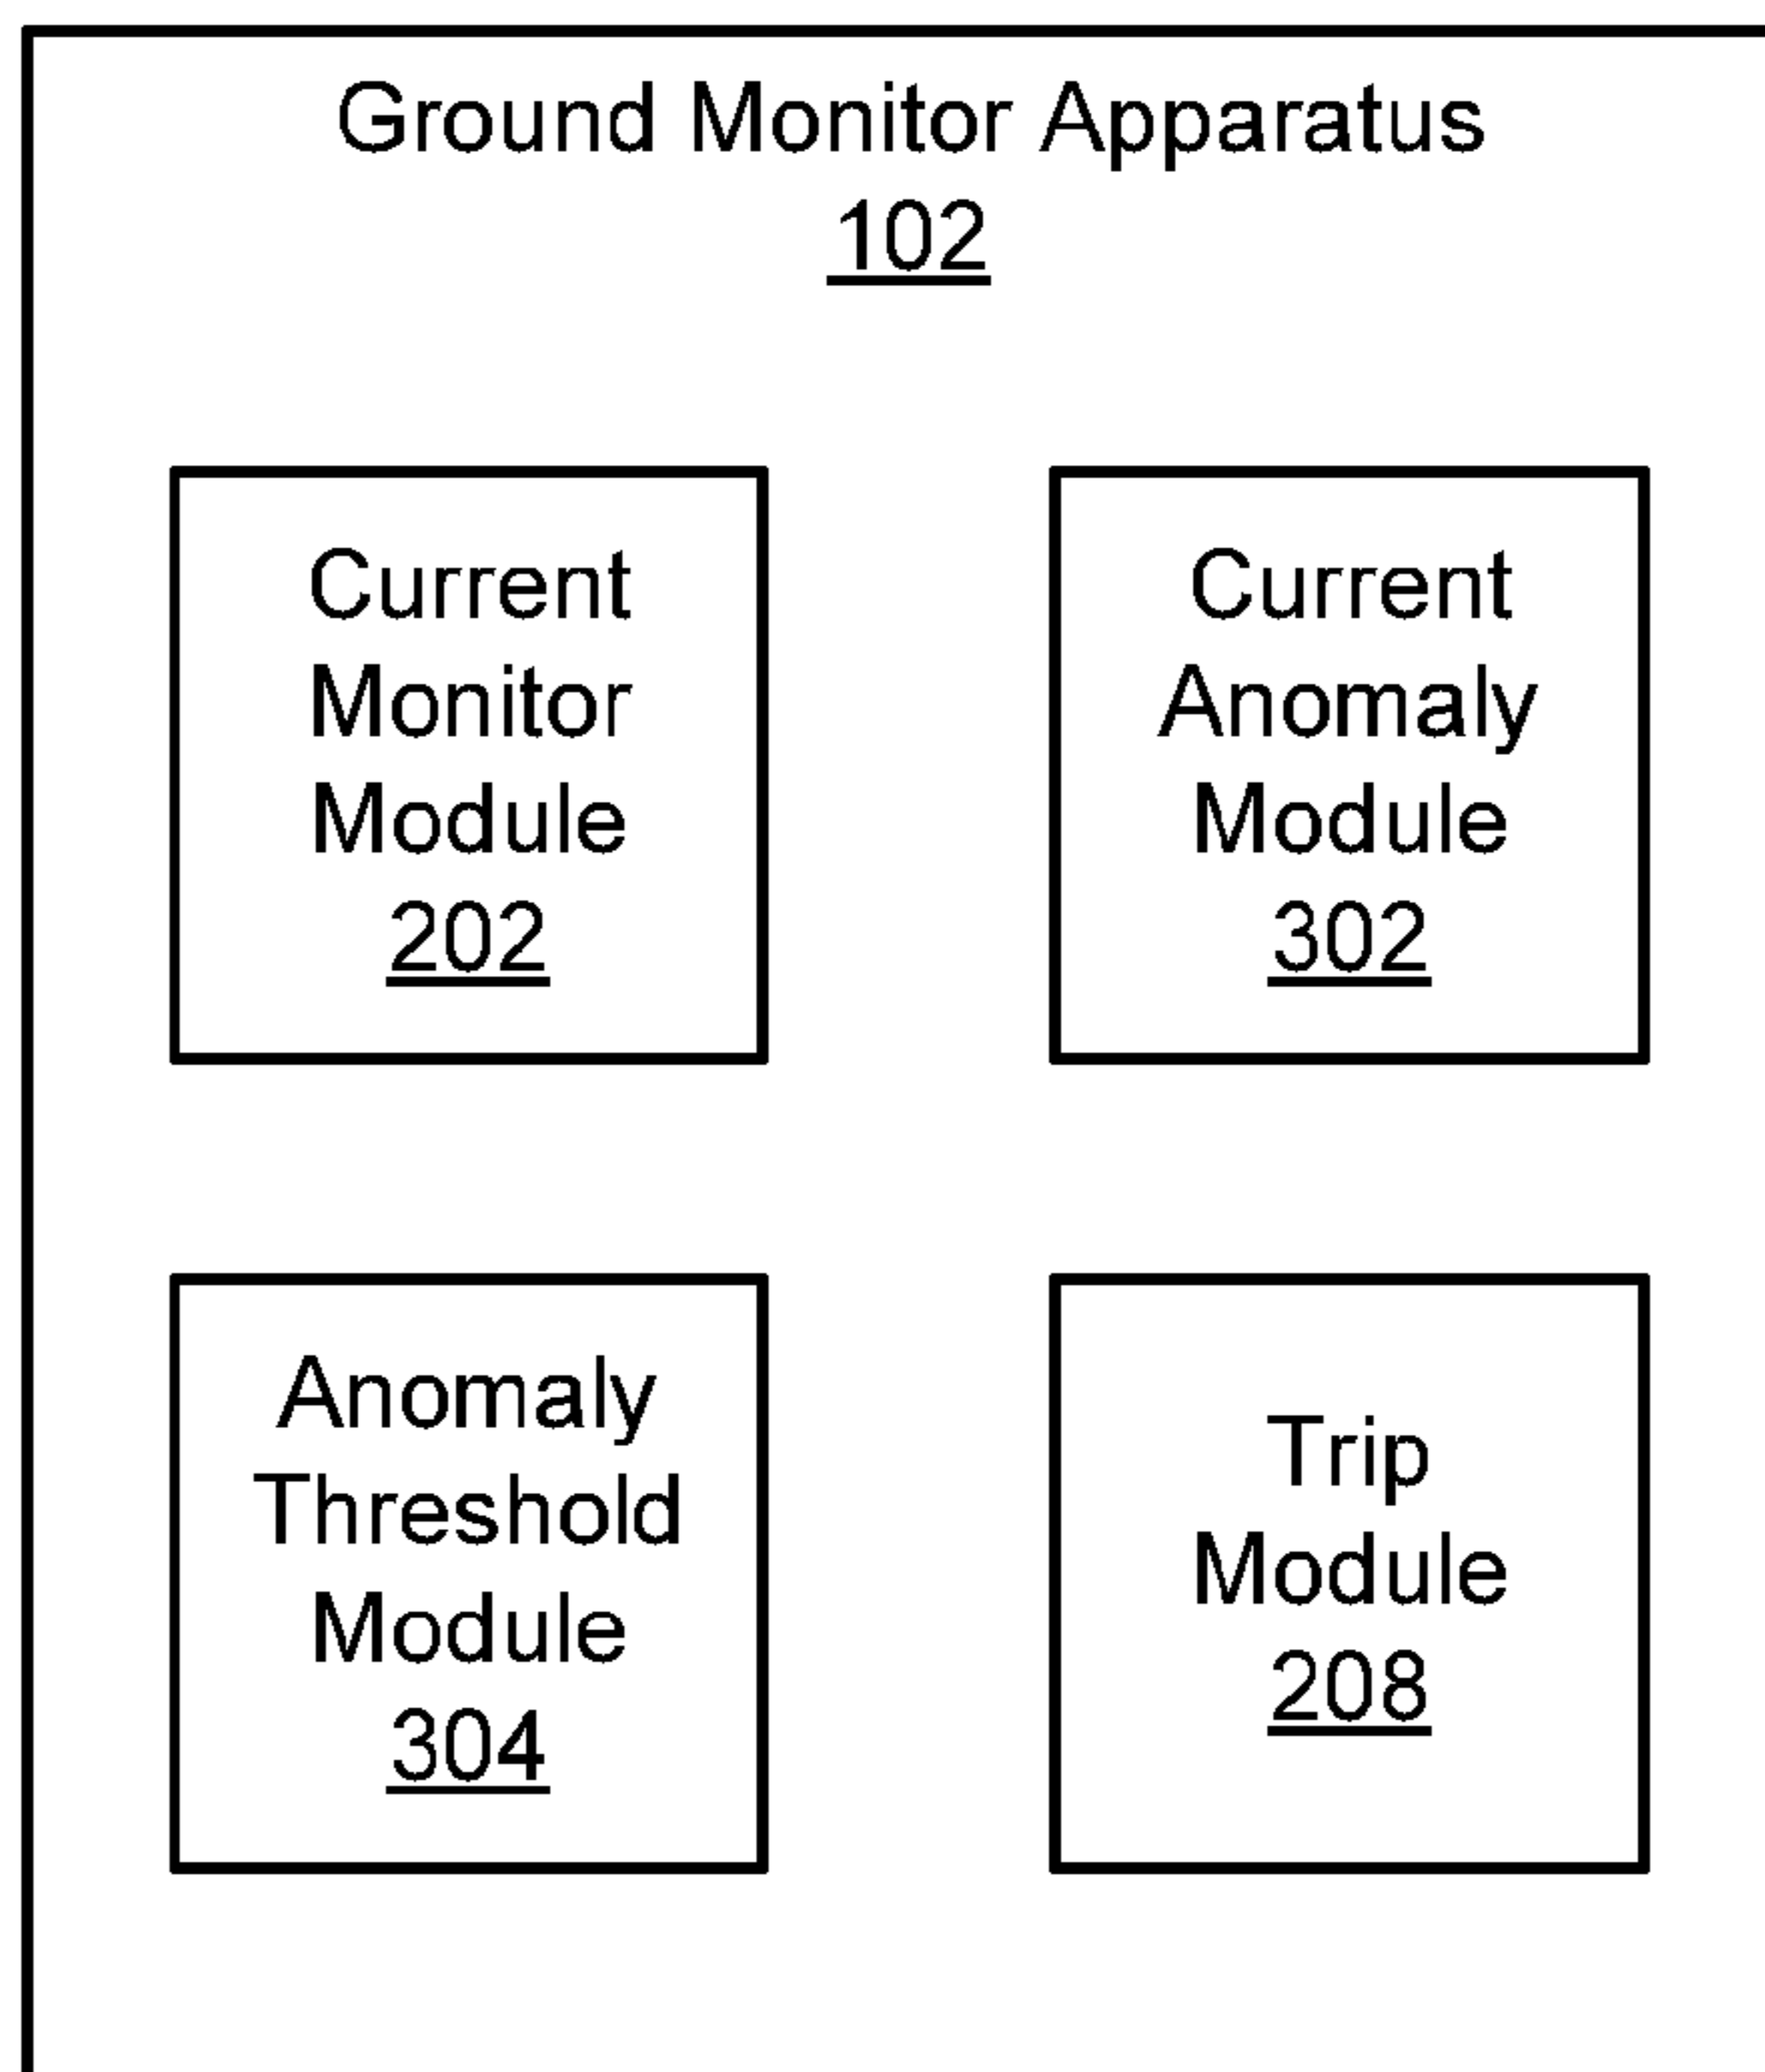 Ground Monitor Apparatus
102
Current
Monitor
Module
202
Current
Anomaly
Module
302
Anomaly
Threshold
Module
304
Trip
Module
208